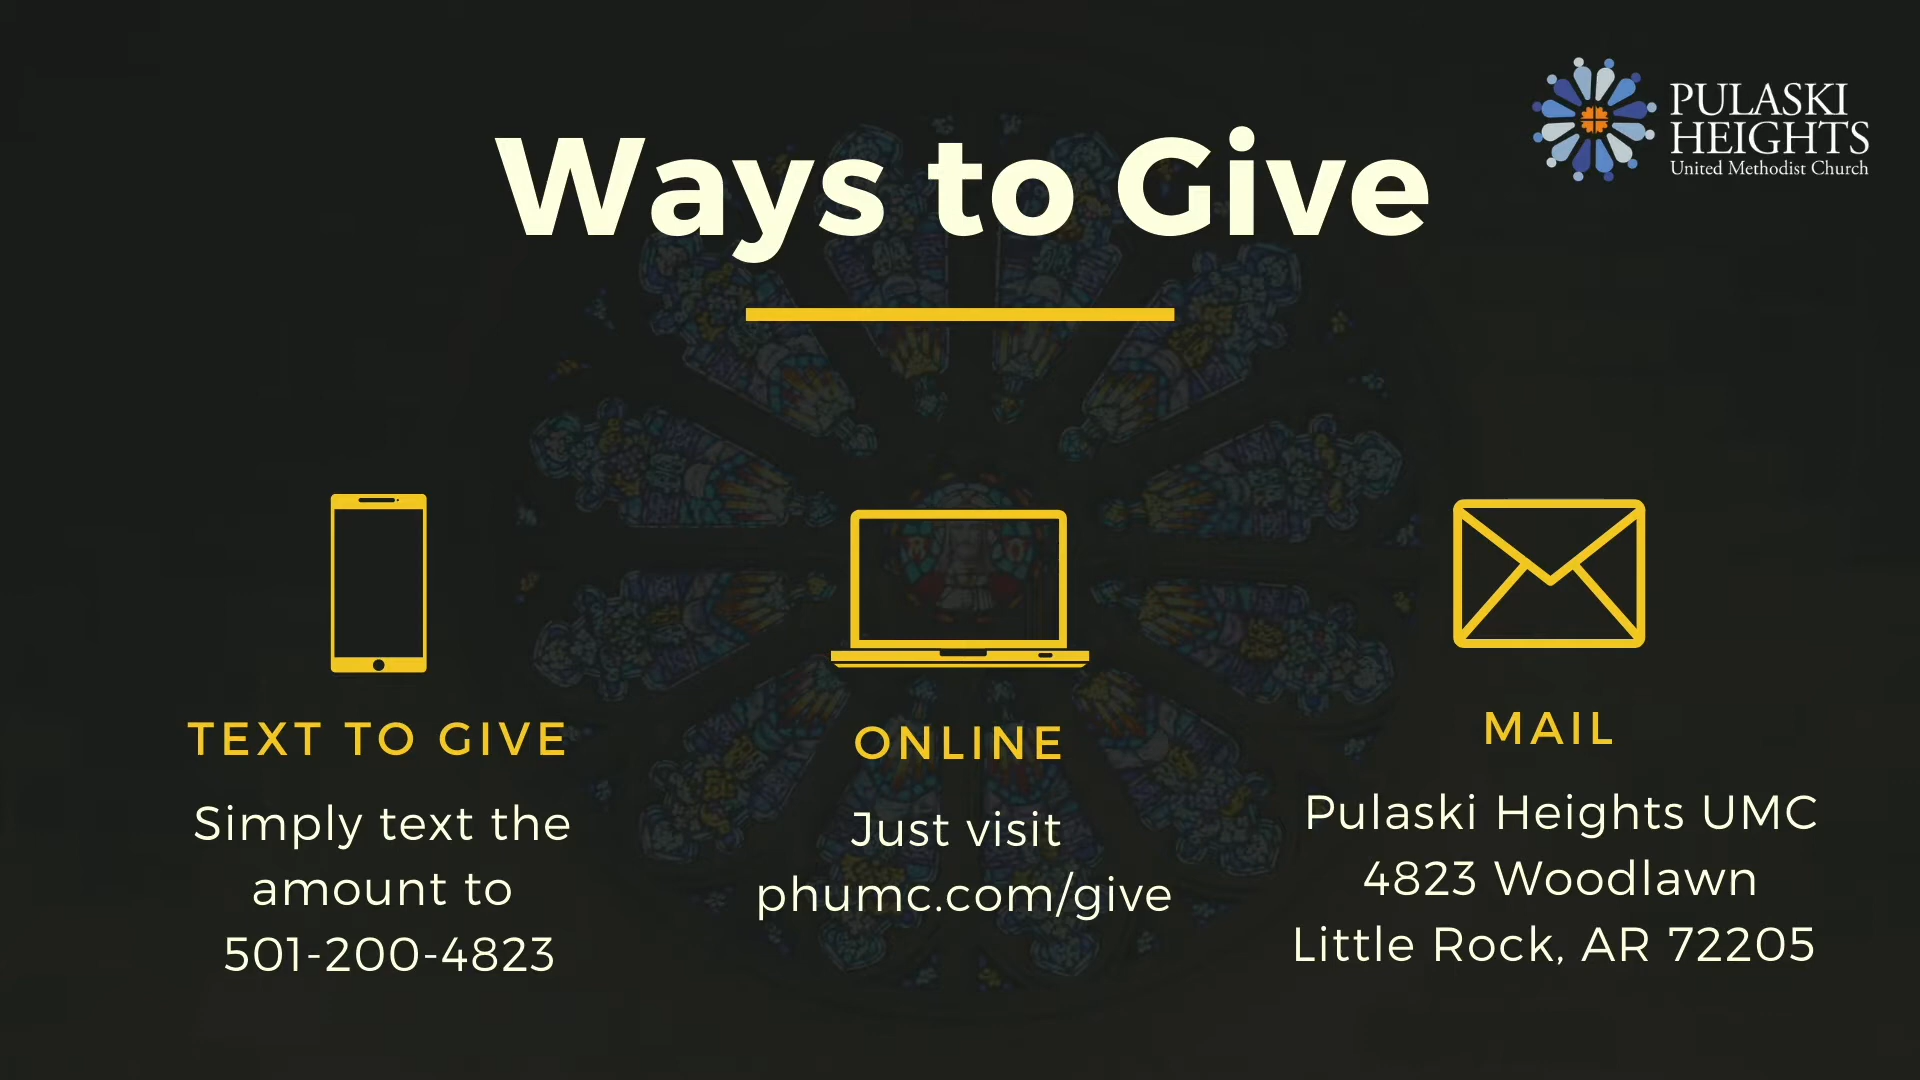 Ways to Give
PULASKI
HEIGHTS
United Methodist Church
TEXT TO GIVE
Simply text the
amount to
501-200-4823
ONLINE
Just visit
phumc.com/give
MAIL
Pulaski Heights UMC
4823 Woodlawn
Little Rock, AR 72205